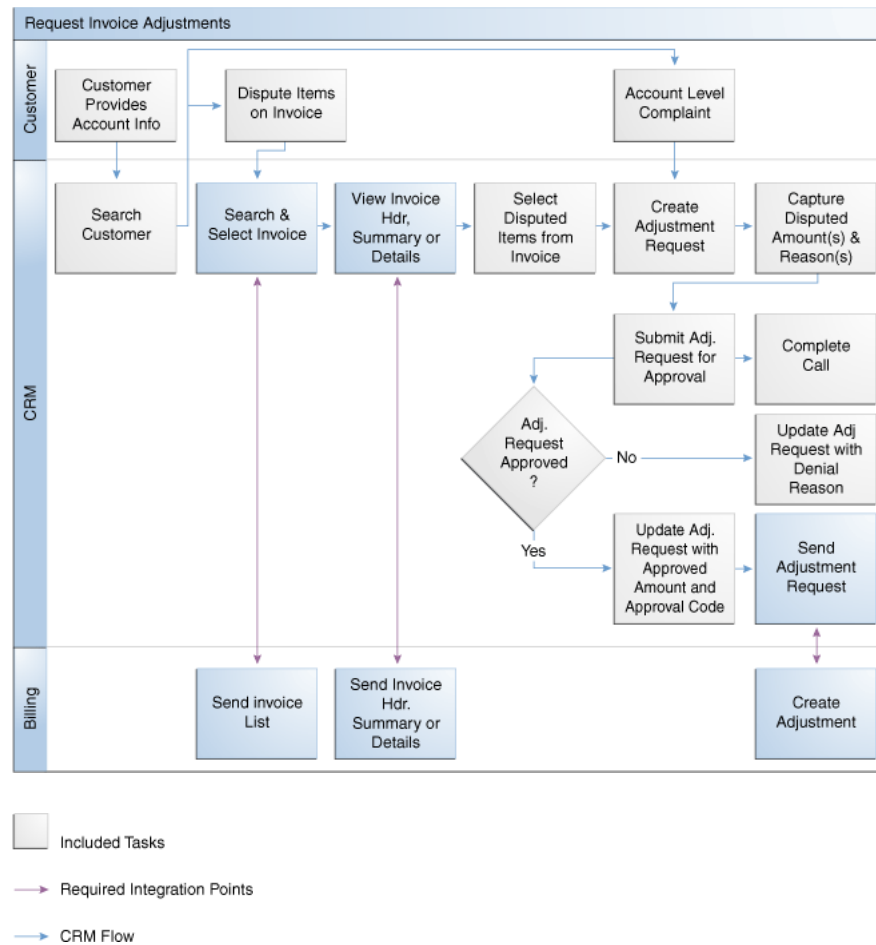 Request Invoice Adjustments
Customer
Customer
Provides
Account Info
Dispute Items
on Invoice
Account Level
Complaint
CRM
Search
Customer
Search &
Select Invoice
View Invoice
Hdr,
Summary or
Details
Select
Disputed
Items from
Invoice
Create
Adjustment
Request
Capture
Disputed
Amount(s) &
Reason(s)
Submit Adj.
Request for
Approval
Complete
Call
Adj.
Request
Approved
?
No
Update Adj
Request with
Denial
Reason
Yes
Update Adj.
Request with
Approved
Amount and
Approval Code
Send
Adjustment
Request
Billing
Send invoice
List
Send Invoice
Hdr.
Summary or
Details
Create
Adjustment
Included Tasks
Required Integration Points
CRM Flow